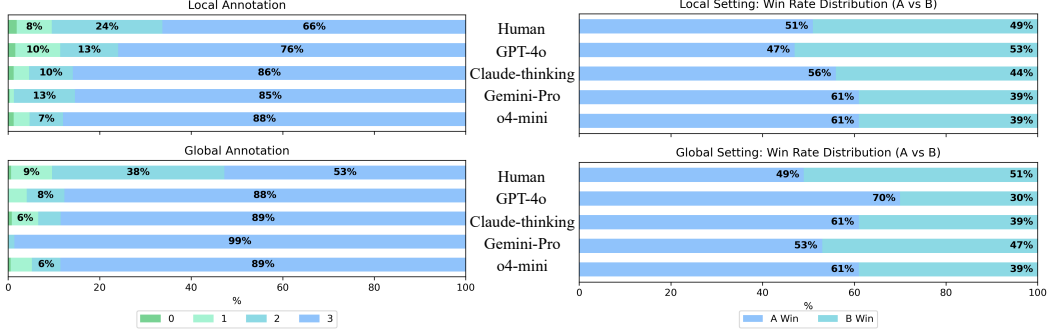 Local Annotation
8% 24% 66%
10% 13% 76%
10% 86%
13% 85%
7% 88%
Human
GPT-4o
Claude-thinking
Gemini-Pro
o4-mini
Local Setting: Win Rate Distribution (A vs B)
51% 49%
47% 53%
56% 44%
61% 39%
61% 39%
Global Annotation
9% 38% 53%
8% 88%
6% 89%
99%
6% 89%
0 20 40 60 80 100
%
0 1 2 3
Human
GPT-4o
Claude-thinking
Gemini-Pro
o4-mini
Global Setting: Win Rate Distribution (A vs B)
49% 51%
70% 30%
61% 39%
53% 47%
61% 39%
0 20 40 60 80 100
%
A Win B Win